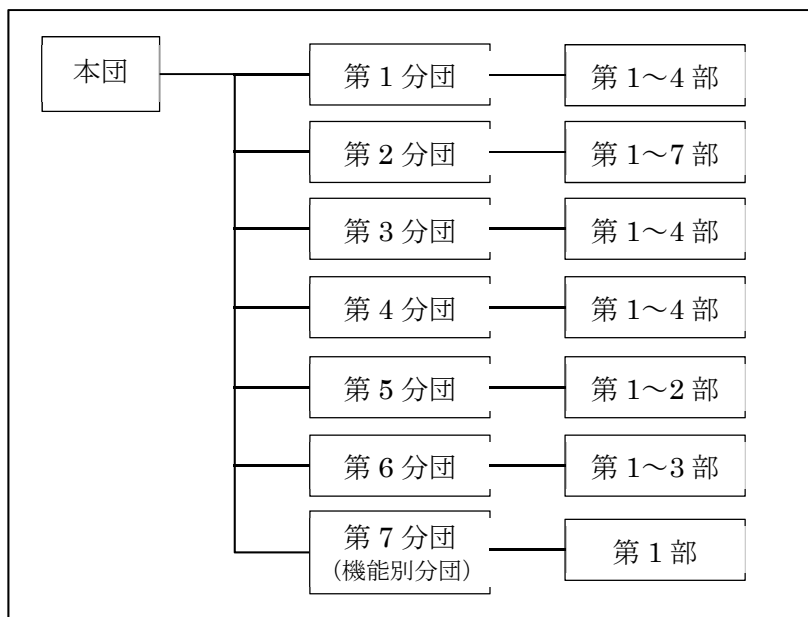 本団
第1分団
第1～4部
第2分団
第1～7部
第3分団
第1～4部
第4分団
第1～4部
第5分団
第1～2部
第6分団
第1～3部
第7分団
(機能別分団)
第1部